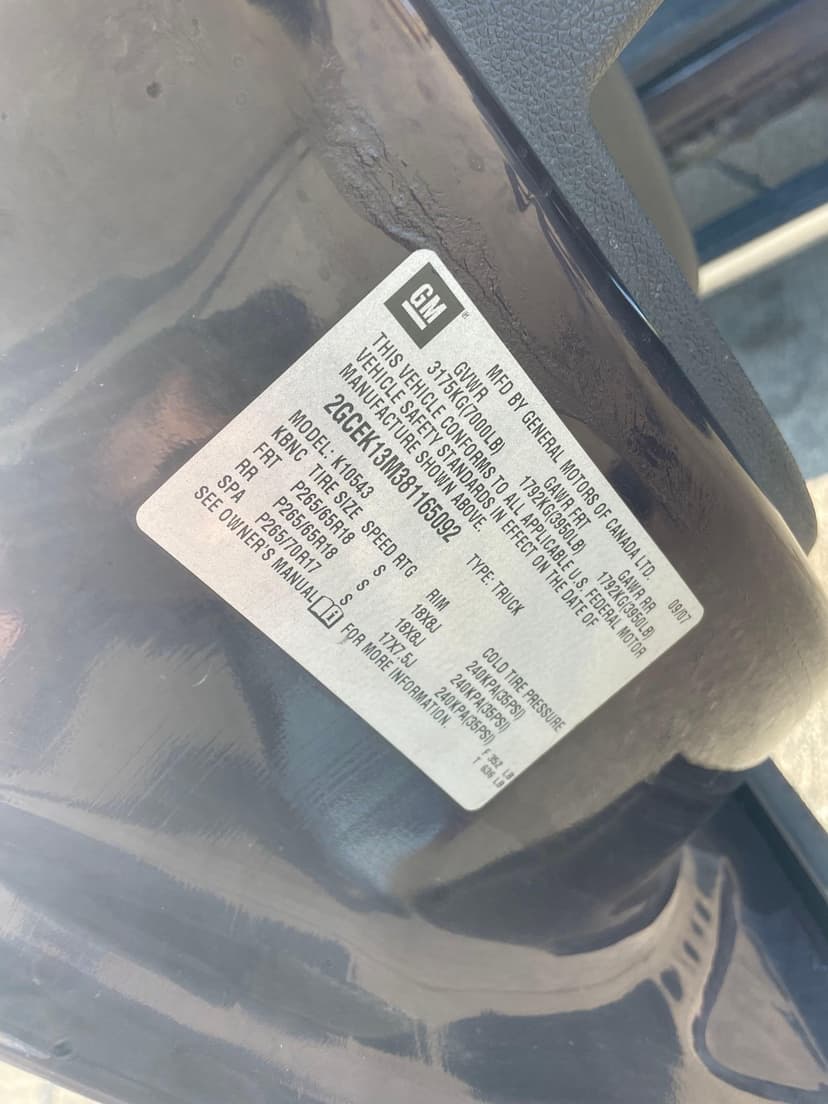 GM®
MFD BY GENERAL MOTORS OF CANADA LTD. 09/07
GVWR GAWR FRT GAWR RR
3175KG(7000LB) 1792KG(3950LB) 1792KG(3950LB)
THIS VEHICLE CONFORMS TO ALL APPLICABLE U.S. FEDERAL MOTOR
VEHICLE SAFETY STANDARDS IN EFFECT ON THE DATE OF
MANUFACTURE SHOWN ABOVE.
2GCEK13M381165092 TYPE: TRUCK
MODEL: K10543
KBNC TIRE SIZE SPEED RTG RIM COLD TIRE PRESSURE
FRT P265/65R18 S 18X8J 240KPA(35PSI)
RR P265/65R18 S 18X8J 240KPA(35PSI)
SPA P265/70R17 S 17X7.5J 240KPA(35PSI)
SEE OWNER'S MANUAL FOR MORE INFORMATION.
F 352 LB
T 636 LB